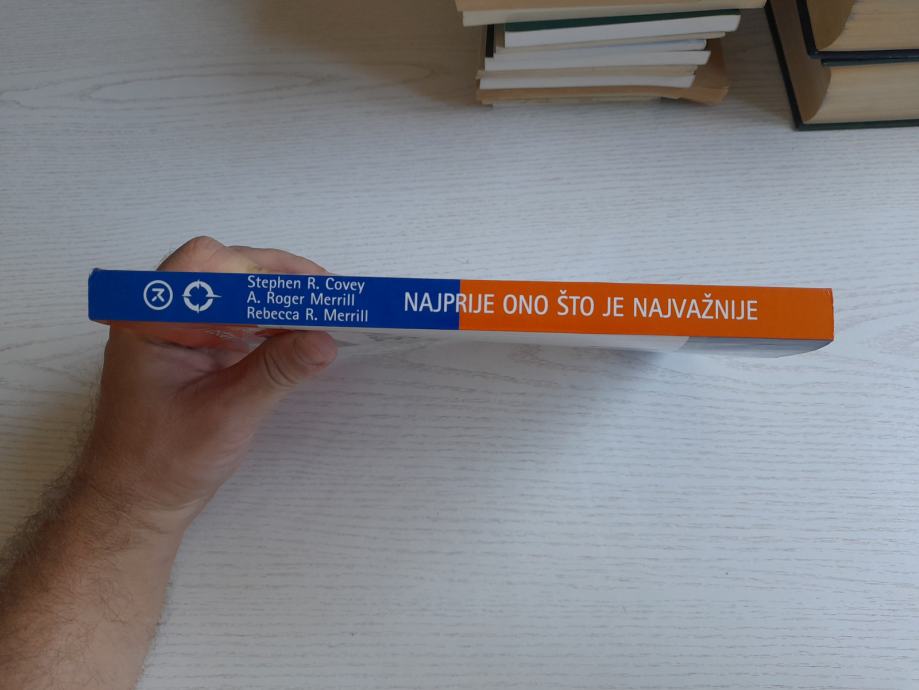 Stephen R. Covey
A. Roger Merrill
Rebecca R. Merrill
NAJPRIJE ONO ŠTO JE NAJVAŽNIJE